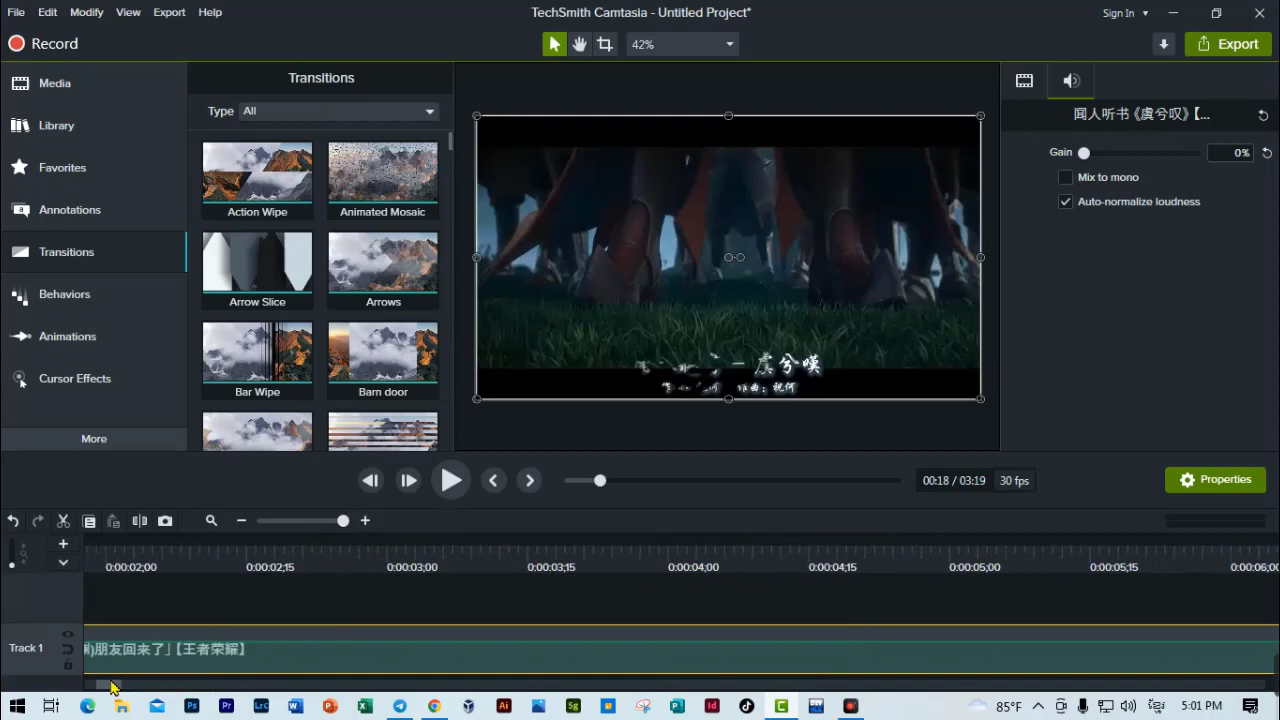 File Edit Modify View Export Help
TechSmith Camtasia - Untitled Project*
Sign In
Record
42%
Export
Media
Library
Favorites
Annotations
Transitions
Behaviors
Animations
Cursor Effects
More
Transitions
Type All
Action Wipe
Animated Mosaic
Arrow Slice
Arrows
Bar Wipe
Barn door
虞兮嘆
作曲：祝何
闻人听书《虞兮叹》【...
Gain 0%
Mix to mono
Auto-normalize loudness
00:18 / 03:19 30 fps
Properties
0:00:02;00 0:00:02;15 0:00:03;00 0:00:03;15 0:00:04;00 0:00:04;15 0:00:05;00 0:00:05;15 0:00:06;00
Track 1
)朋友回来了」【王者荣耀】
85°F
5:01 PM